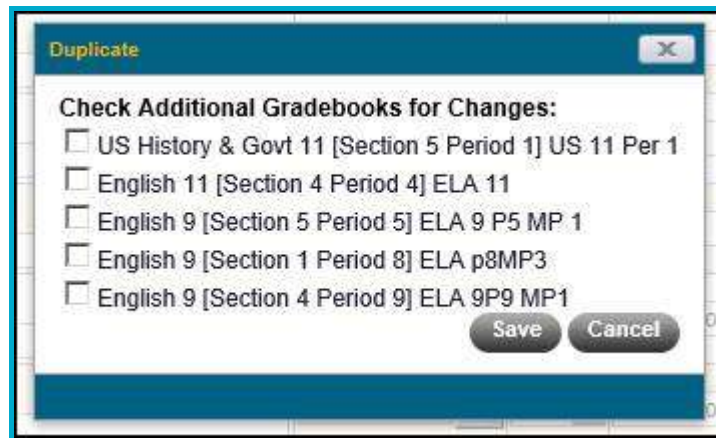 Duplicate
X
Check Additional Gradebooks for Changes:
US History & Govt 11 [Section 5 Period 1] US 11 Per 1
English 11 [Section 4 Period 4] ELA 11
English 9 [Section 5 Period 5] ELA 9 P5 MP 1
English 9 [Section 1 Period 8] ELA p8MP3
English 9 [Section 4 Period 9] ELA 9P9 MP1
Save Cancel